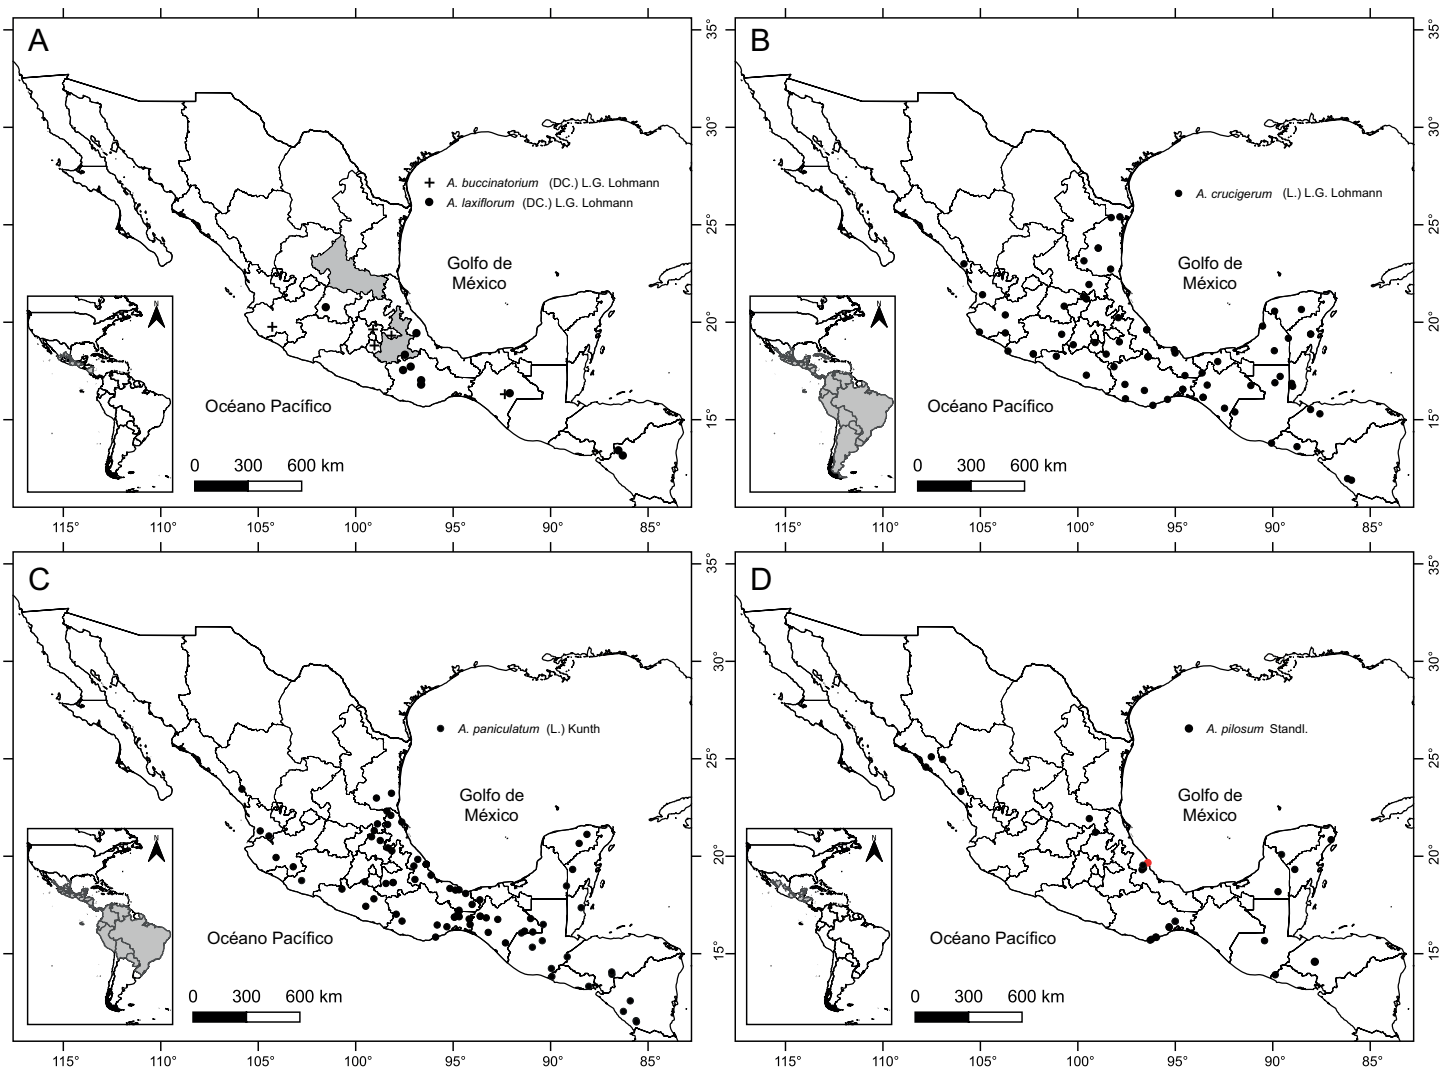 A
A. buccinatorium (DC.) L.G. Lohmann
A. laxiflorum (DC.) L.G. Lohmann
Golfo de
México
N
Océano Pacífico
0 300 600 km
115° 110° 105° 100° 95° 90° 85°
35°
30°
25°
20°
15°
B
A. crucigerum (L.) L.G. Lohmann
Golfo de
México
N
Océano Pacífico
0 300 600 km
115° 110° 105° 100° 95° 90° 85°
35°
30°
25°
20°
15°
C
A. paniculatum (L.) Kunth
Golfo de
México
N
Océano Pacífico
0 300 600 km
115° 110° 105° 100° 95° 90° 85°
35°
30°
25°
20°
15°
D
A. pilosum Standl.
Golfo de
México
N
Océano Pacífico
0 300 600 km
115° 110° 105° 100° 95° 90° 85°
35°
30°
25°
20°
15°